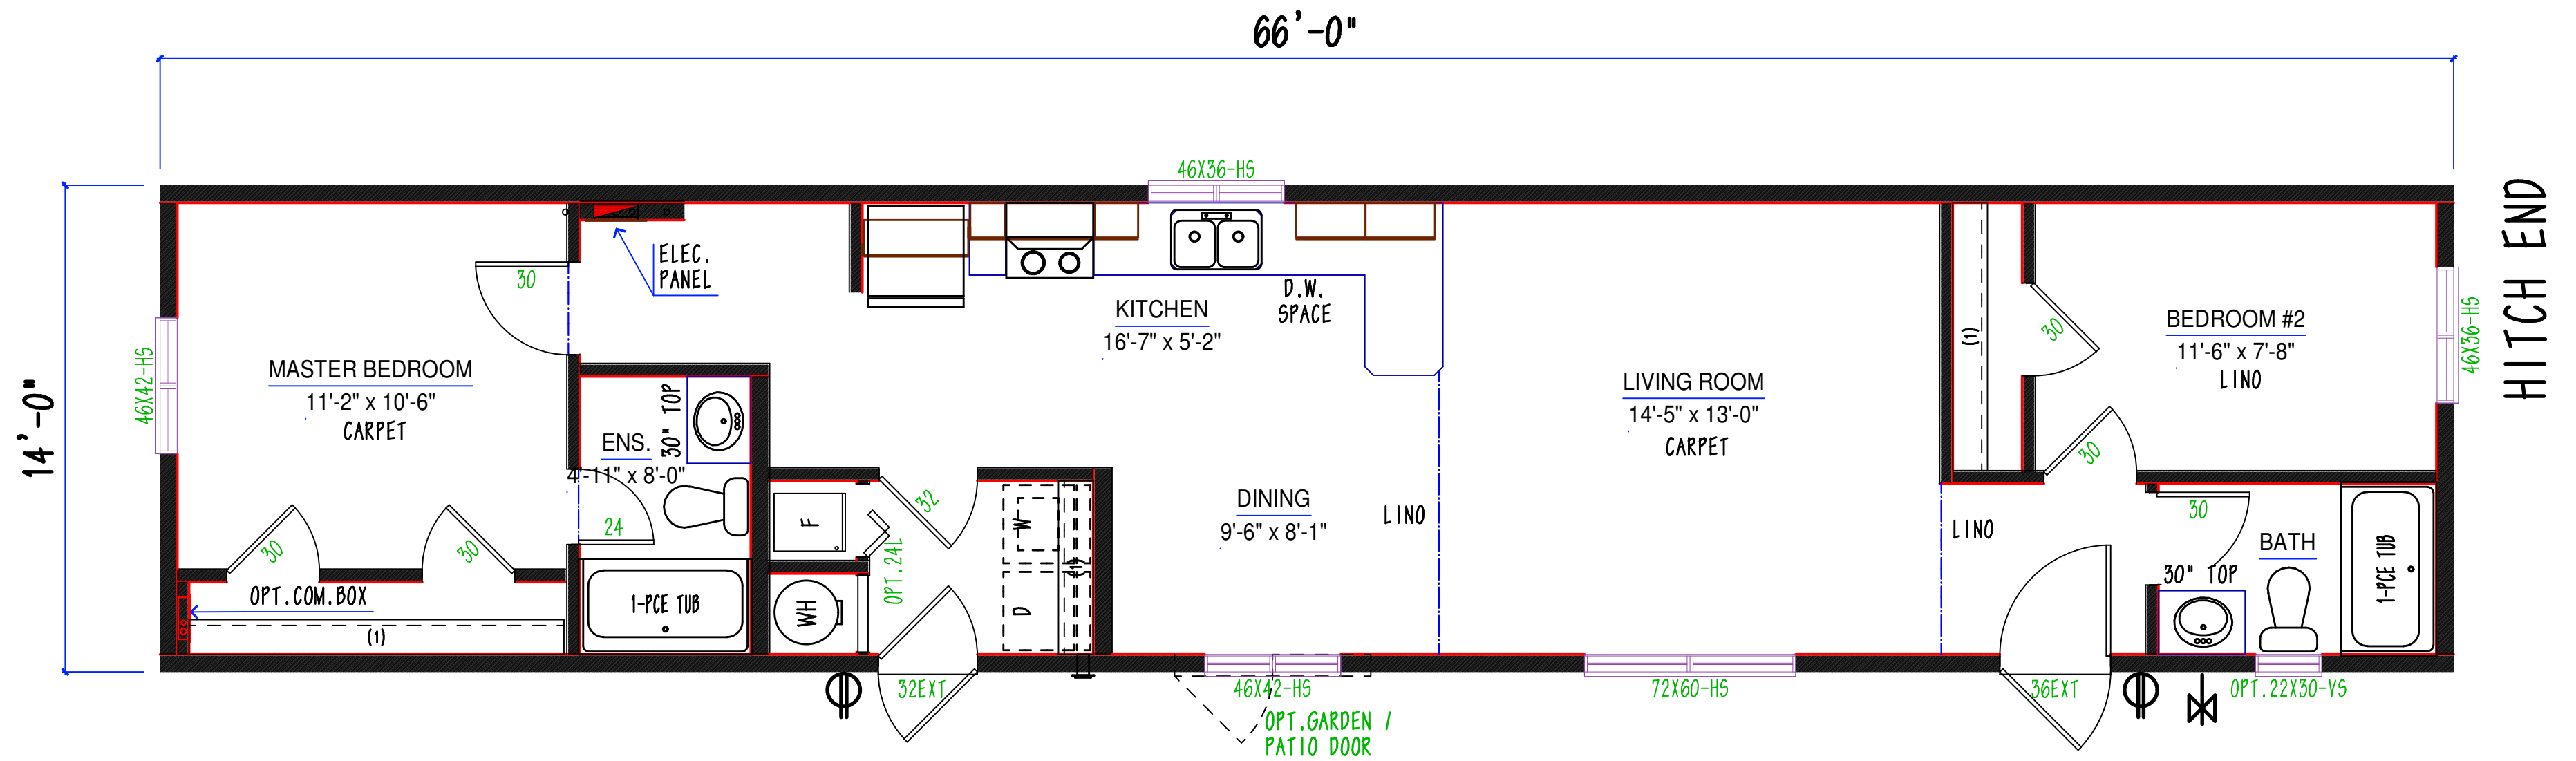 66'-0"
14'-0"
HITCH END
46X36-HS
46X42-HS
MASTER BEDROOM
11'-2" x 10'-6"
CARPET
30
30
30
OPT.COM.BOX
(1)
ELEC.
PANEL
ENS.
4'-11" x 8'-0"
30" TOP
24
1-PCE TUB
F
WH
OPT.24L
32
W
D
(1)
32EXT
KITCHEN
16'-7" x 5'-2"
D.W.
SPACE
DINING
9'-6" x 8'-1"
LINO
46X42-HS
OPT.GARDEN /
PATIO DOOR
LIVING ROOM
14'-5" x 13'-0"
CARPET
72X60-HS
(1)
30
BEDROOM #2
11'-6" x 7'-8"
LINO
46X36-HS
30
LINO
30
BATH
30" TOP
1-PCE TUB
36EXT
OPT.22X30-VS